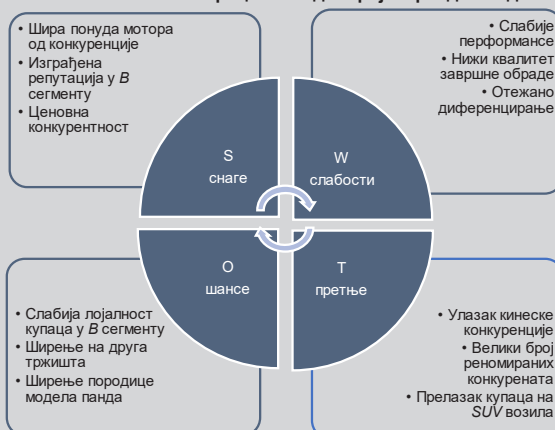 • Шира понуда мотора
од конкуренције
• Изграђена
репутација у B
сегменту
• Ценовна
конкурентност
• Слабије
перформансе
• Нижи квалитет
завршне обраде
• Отежано
диференцирање
S
снаге
W
слабости
O
шансе
T
претње
• Слабија лојалност
купаца у B сегменту
• Ширење на друга
тржишта
• Ширење породице
модела панда
• Улазак кинеске
конкуренције
• Велики број
реномираних
конкурената
• Прелазак купаца на
SUV возила